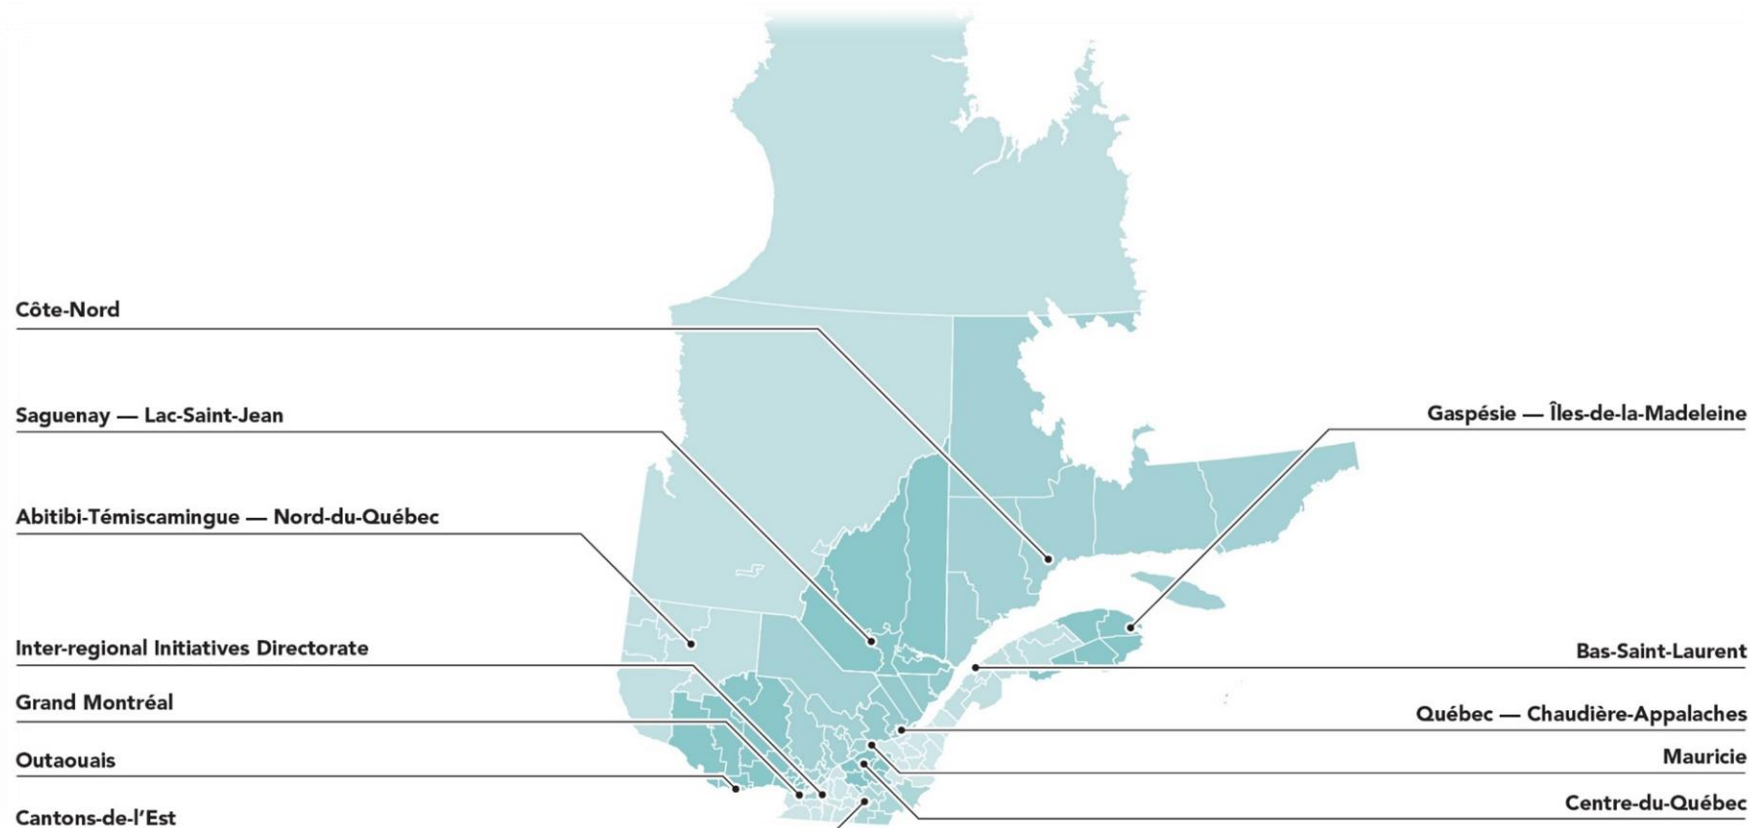 Côte-Nord
Saguenay — Lac-Saint-Jean
Abitibi-Témiscamingue — Nord-du-Québec
Inter-regional Initiatives Directorate
Grand Montréal
Outaouais
Cantons-de-l’Est
Gaspésie — Îles-de-la-Madeleine
Bas-Saint-Laurent
Québec — Chaudière-Appalaches
Mauricie
Centre-du-Québec